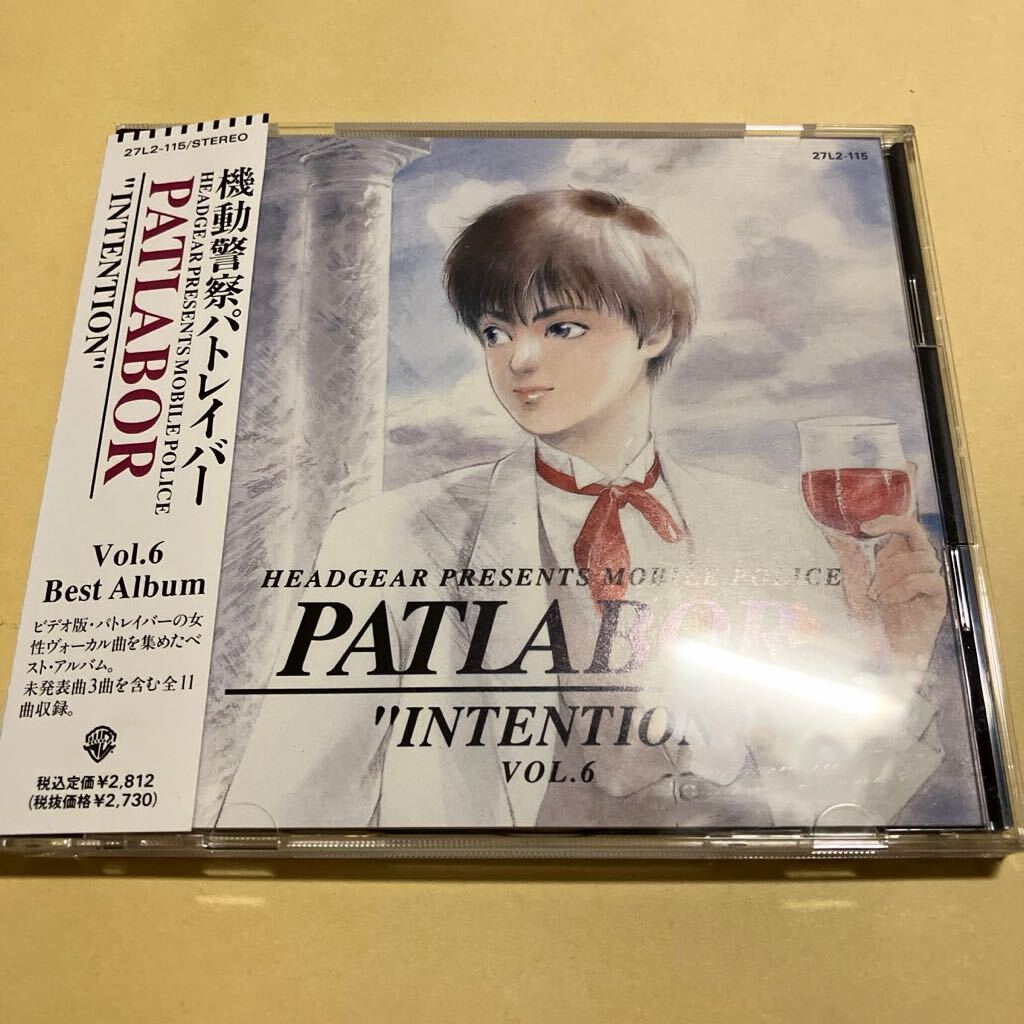 27L2-115/STEREO
機動警察パトレイバー
HEADGEAR PRESENTS MOBILE POLICE
PATLABOR
"INTENTION"
Vol.6
Best Album
ビデオ版・パトレイバーの女
性ヴォーカル曲を集めたベ
スト・アルバム。
未発表曲3曲を含む全11
曲収録。
税込定価¥2,812
(税抜価格¥2,730)
27L2-115
HEADGEAR PRESENTS MOBILE POLICE
PATLABOR
"INTENTION
VOL.6